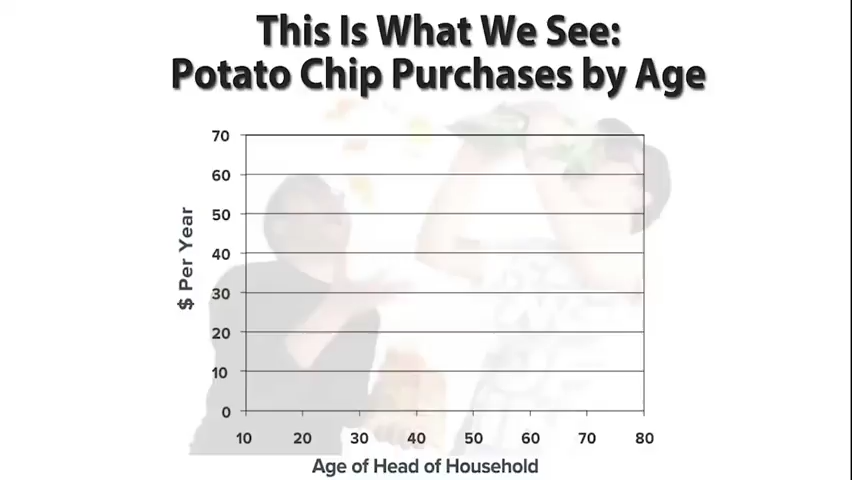 This Is What We See:
Potato Chip Purchases by Age
70
60
50
40
30
20
10
0
$ Per Year
10 20 30 40 50 60 70 80
Age of Head of Household